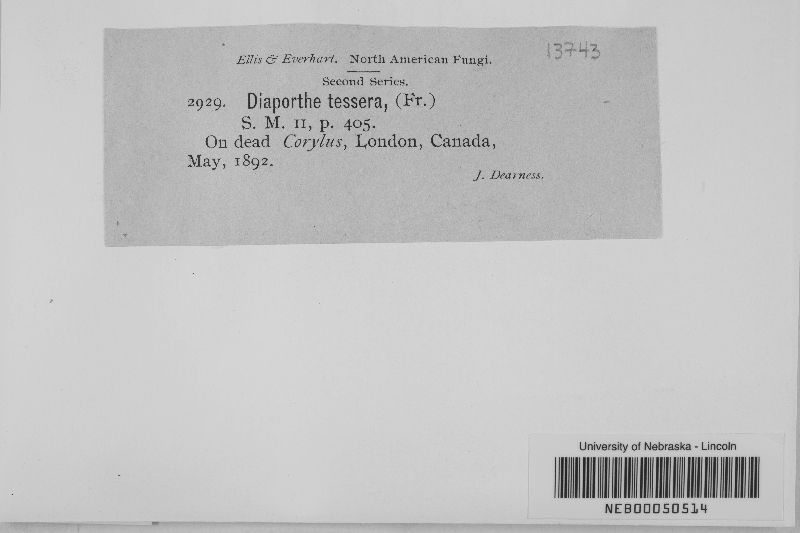 13743
Ellis & Everhart. North American Fungi.
Second Series.
2929. Diaporthe tessera, (Fr.)
S. M. II, p. 405.
On dead Corylus, London, Canada,
May, 1892.
J. Dearness.
University of Nebraska - Lincoln
NEB00050514